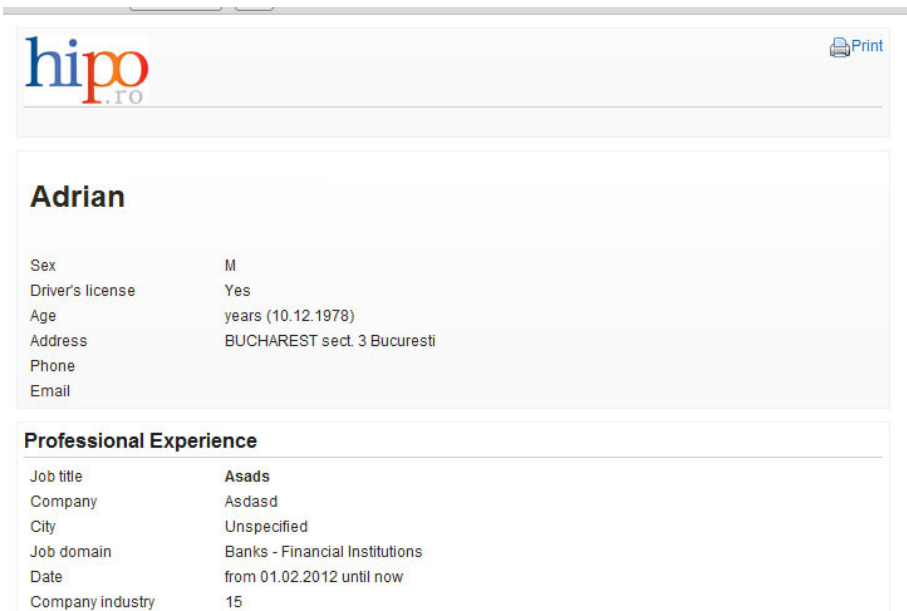 hipo
.ro
Print
Adrian
Sex M
Driver's license Yes
Age years (10.12.1978)
Address BUCHAREST sect. 3 Bucuresti
Phone
Email
Professional Experience
Job title Asads
Company Asdasd
City Unspecified
Job domain Banks - Financial Institutions
Date from 01.02.2012 until now
Company industry 15